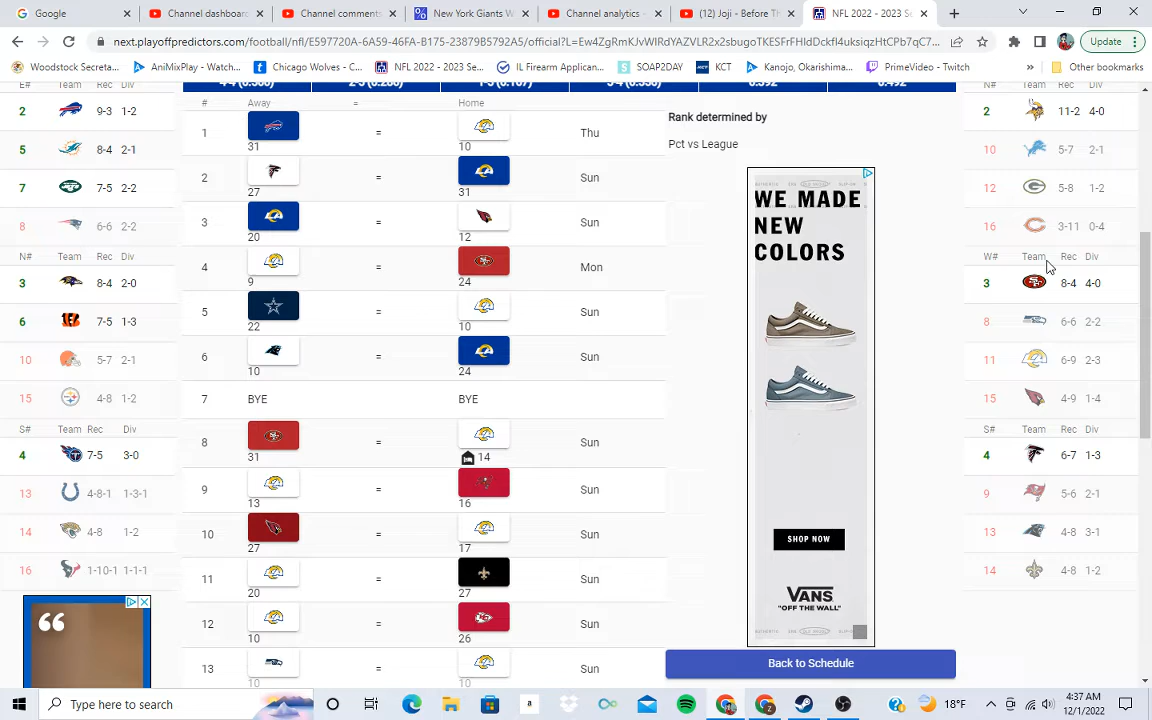 Google
Channel dashboard
Channel comments
New York Giants W
Channel analytics -
(12) Joji - Before Th
NFL 2022 - 2023 Se
next.playoffpredictors.com/football/nfl/E597720A-6A59-46FA-B175-23879B5792A5/official?L=Ew4ZgRmKJvWIRdYAZVLR2x2sbugoTKESFrFHIdDckfl4uksiqzHtCPb7qC7...
Update
Woodstock Secreta...
AniMixPlay - Watch...
Chicago Wolves - C...
NFL 2022 - 2023 Se...
IL Firearm Applican...
SOAP2DAY
KCT
Kanojo, Okarishima...
PrimeVideo - Twitch
»
Other bookmarks
E# Team Rec Div
2 9-3 1-2
5 8-4 2-1
7 7-5 2-2
8 6-6 2-2
N# Team Rec Div
3 8-4 2-0
6 7-5 1-3
10 5-7 2-1
15 4-8 1-2
S# Team Rec Div
4 7-5 3-0
13 4-8-1 1-3-1
14 4-8 1-2
16 1-10-1 1-1-1
# Away = Home
1 31 = 10 Thu
2 27 = 31 Sun
3 20 = 12 Sun
4 9 = 24 Mon
5 22 = 10 Sun
6 10 = 24 Sun
7 BYE BYE
8 31 = 14 Sun
9 13 = 16 Sun
10 27 = 17 Sun
11 20 = 27 Sun
12 10 = 26 Sun
13 10 = 10 Sun
Rank determined by
Pct vs League
WE MADE
NEW
COLORS
SHOP NOW
VANS
"OFF THE WALL"
Back to Schedule
Team Rec Div
2 11-2 4-0
10 5-7 2-1
12 5-8 1-2
16 3-11 0-4
W# Team Rec Div
3 8-4 4-0
8 6-6 2-2
11 6-9 2-3
15 4-9 1-4
S# Team Rec Div
4 6-7 1-3
9 5-6 2-1
13 4-8 3-1
14 4-8 1-2
Type here to search
18°F
4:37 AM
12/1/2022